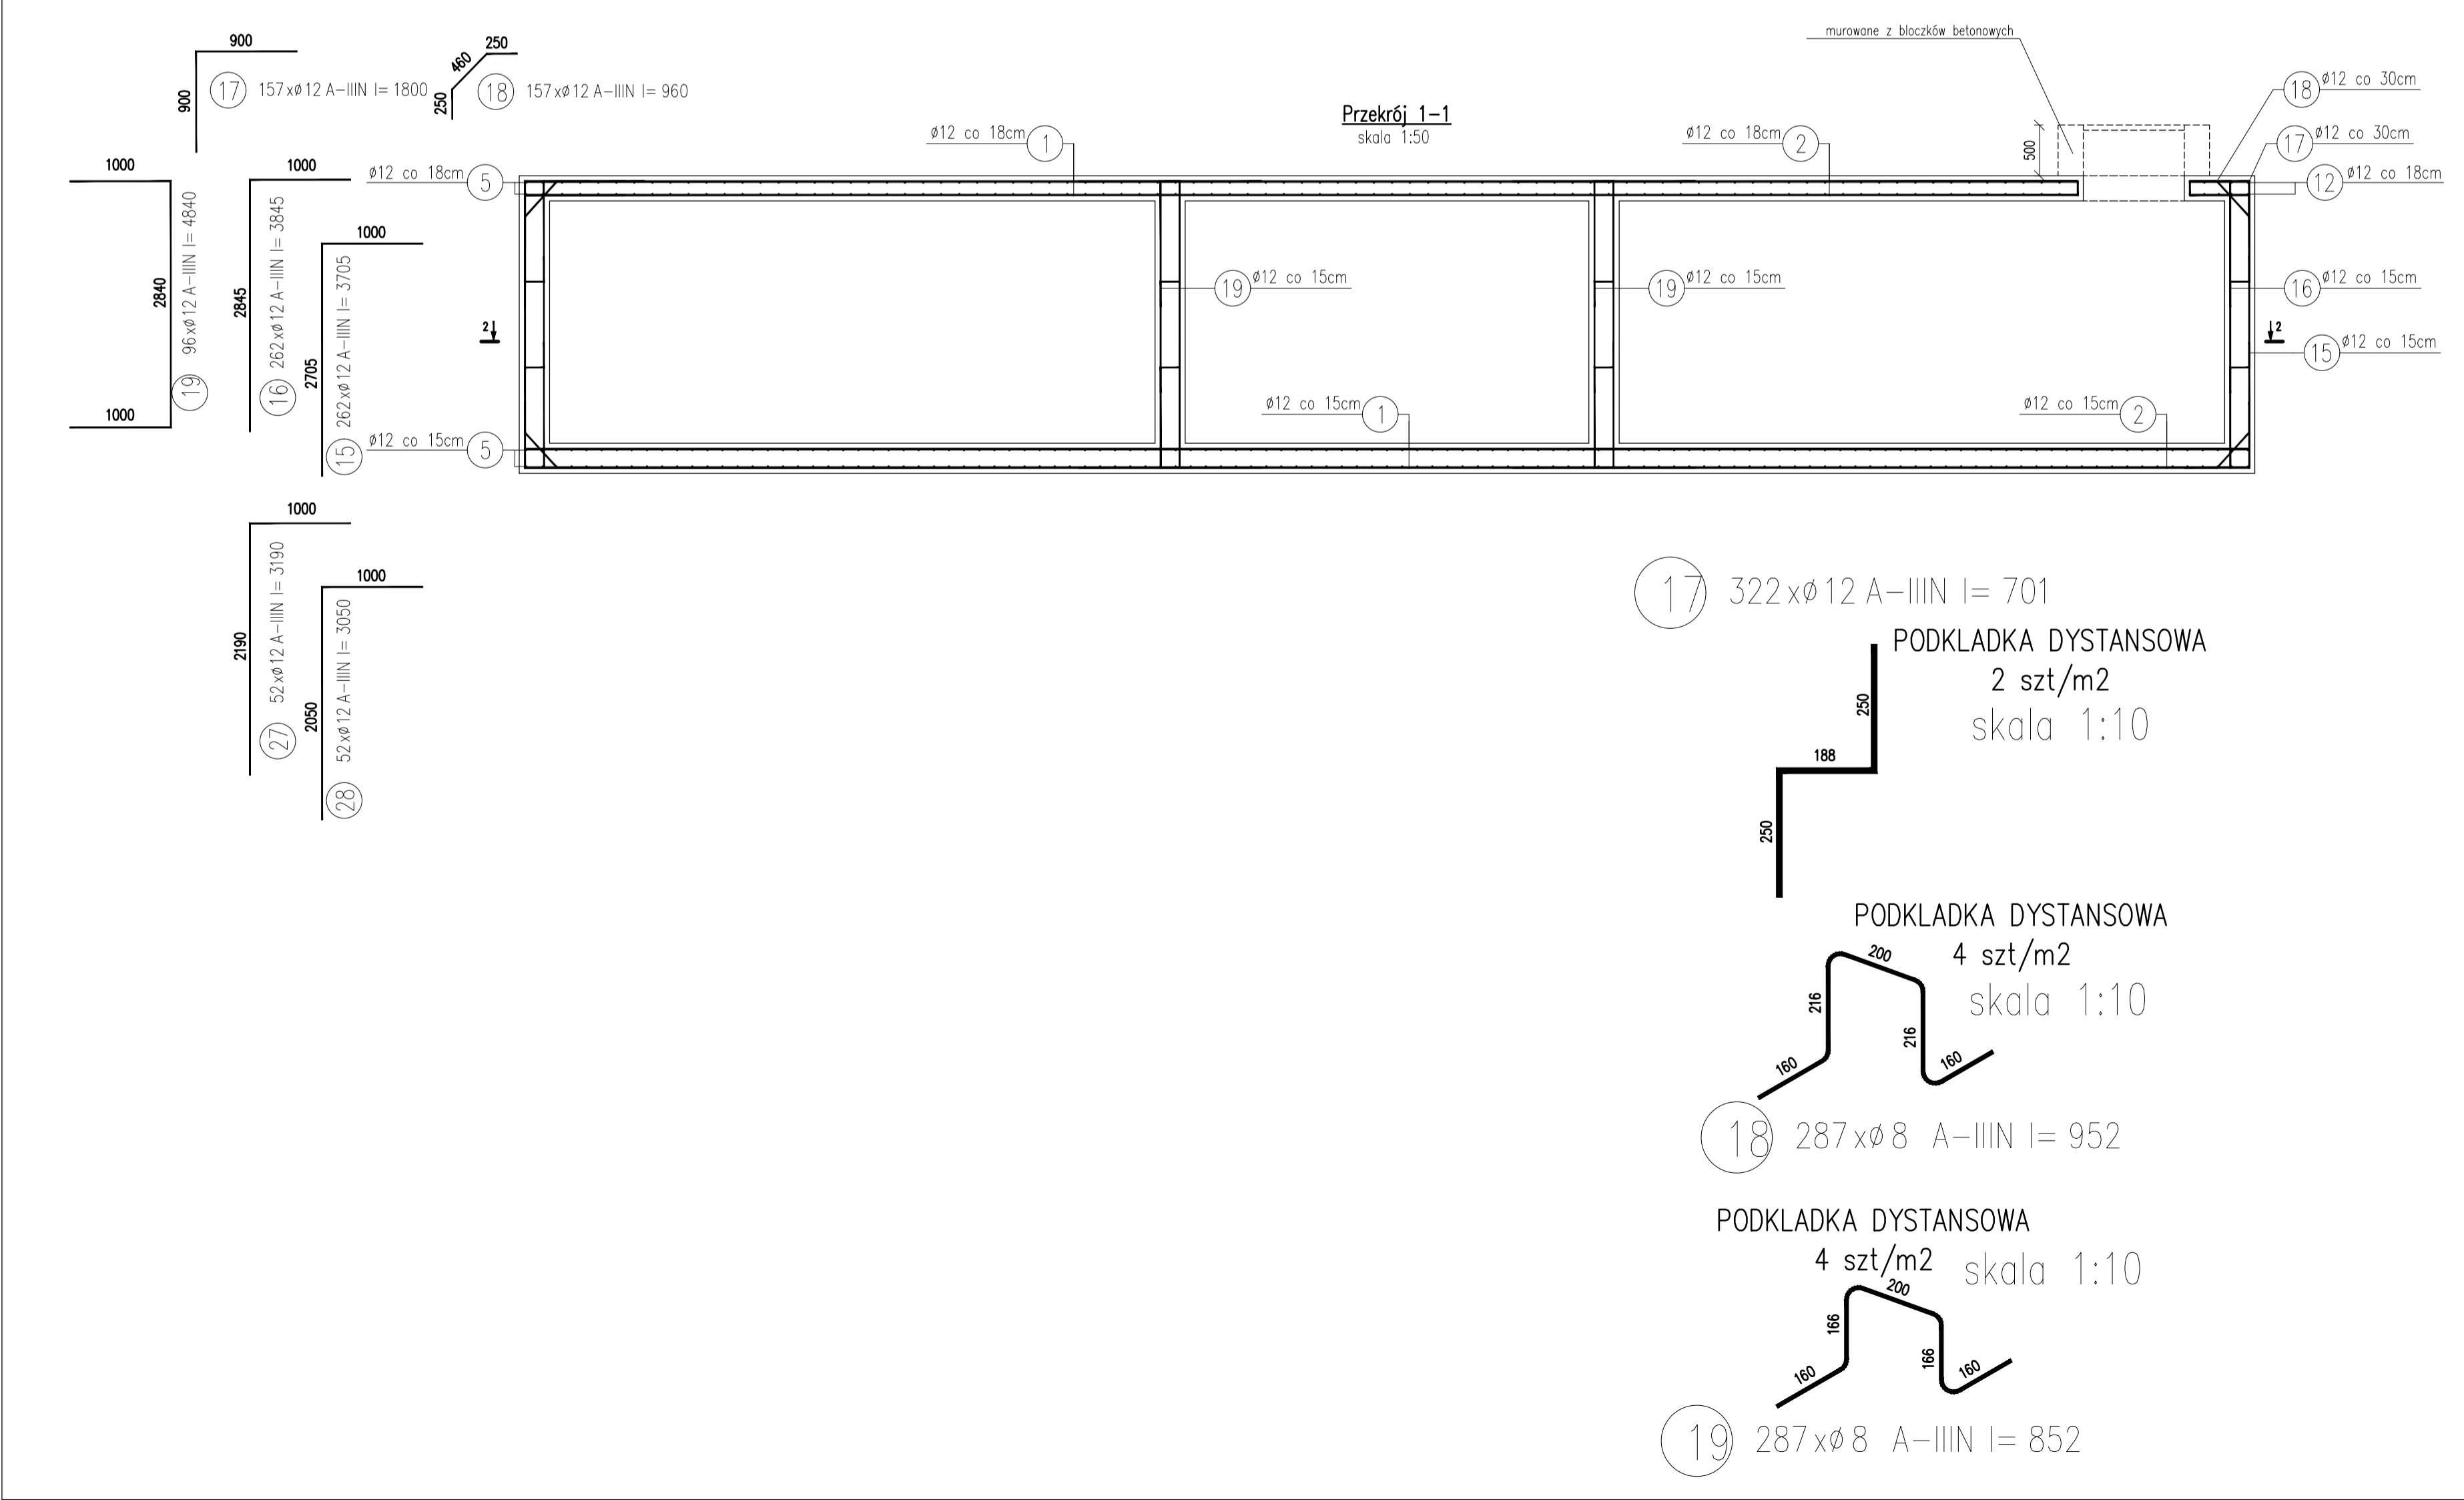 900
900
17 157xø12 A-IIIN l= 1800
250
460
250
18 157xø12 A-IIIN l= 960
murowane z bloczków betonowych
Przekrój 1-1
skala 1:50
ø12 co 18cm 1
ø12 co 18cm 2
500
18 ø12 co 30cm
17 ø12 co 30cm
12 ø12 co 18cm
ø12 co 18cm 5
1000
2840
1000
19 96xø12 A-IIIN l= 4840
1000
2845
16 262xø12 A-IIIN l= 3845
1000
2705
15 262xø12 A-IIIN l= 3705
19 ø12 co 15cm
19 ø12 co 15cm
16 ø12 co 15cm
2
2
15 ø12 co 15cm
ø12 co 15cm 1
ø12 co 15cm 2
ø12 co 15cm 5
1000
2190
27 52xø12 A-IIIN l= 3190
1000
2050
28 52xø12 A-IIIN l= 3050
17 322xø12 A-IIIN l= 701
PODKLADKA DYSTANSOWA
2 szt/m2
skala 1:10
250
188
250
PODKLADKA DYSTANSOWA
4 szt/m2
skala 1:10
200
216
216
160
160
18 287xø8 A-IIIN l= 952
PODKLADKA DYSTANSOWA
4 szt/m2 skala 1:10
200
166
166
160
160
19 287xø8 A-IIIN l= 852